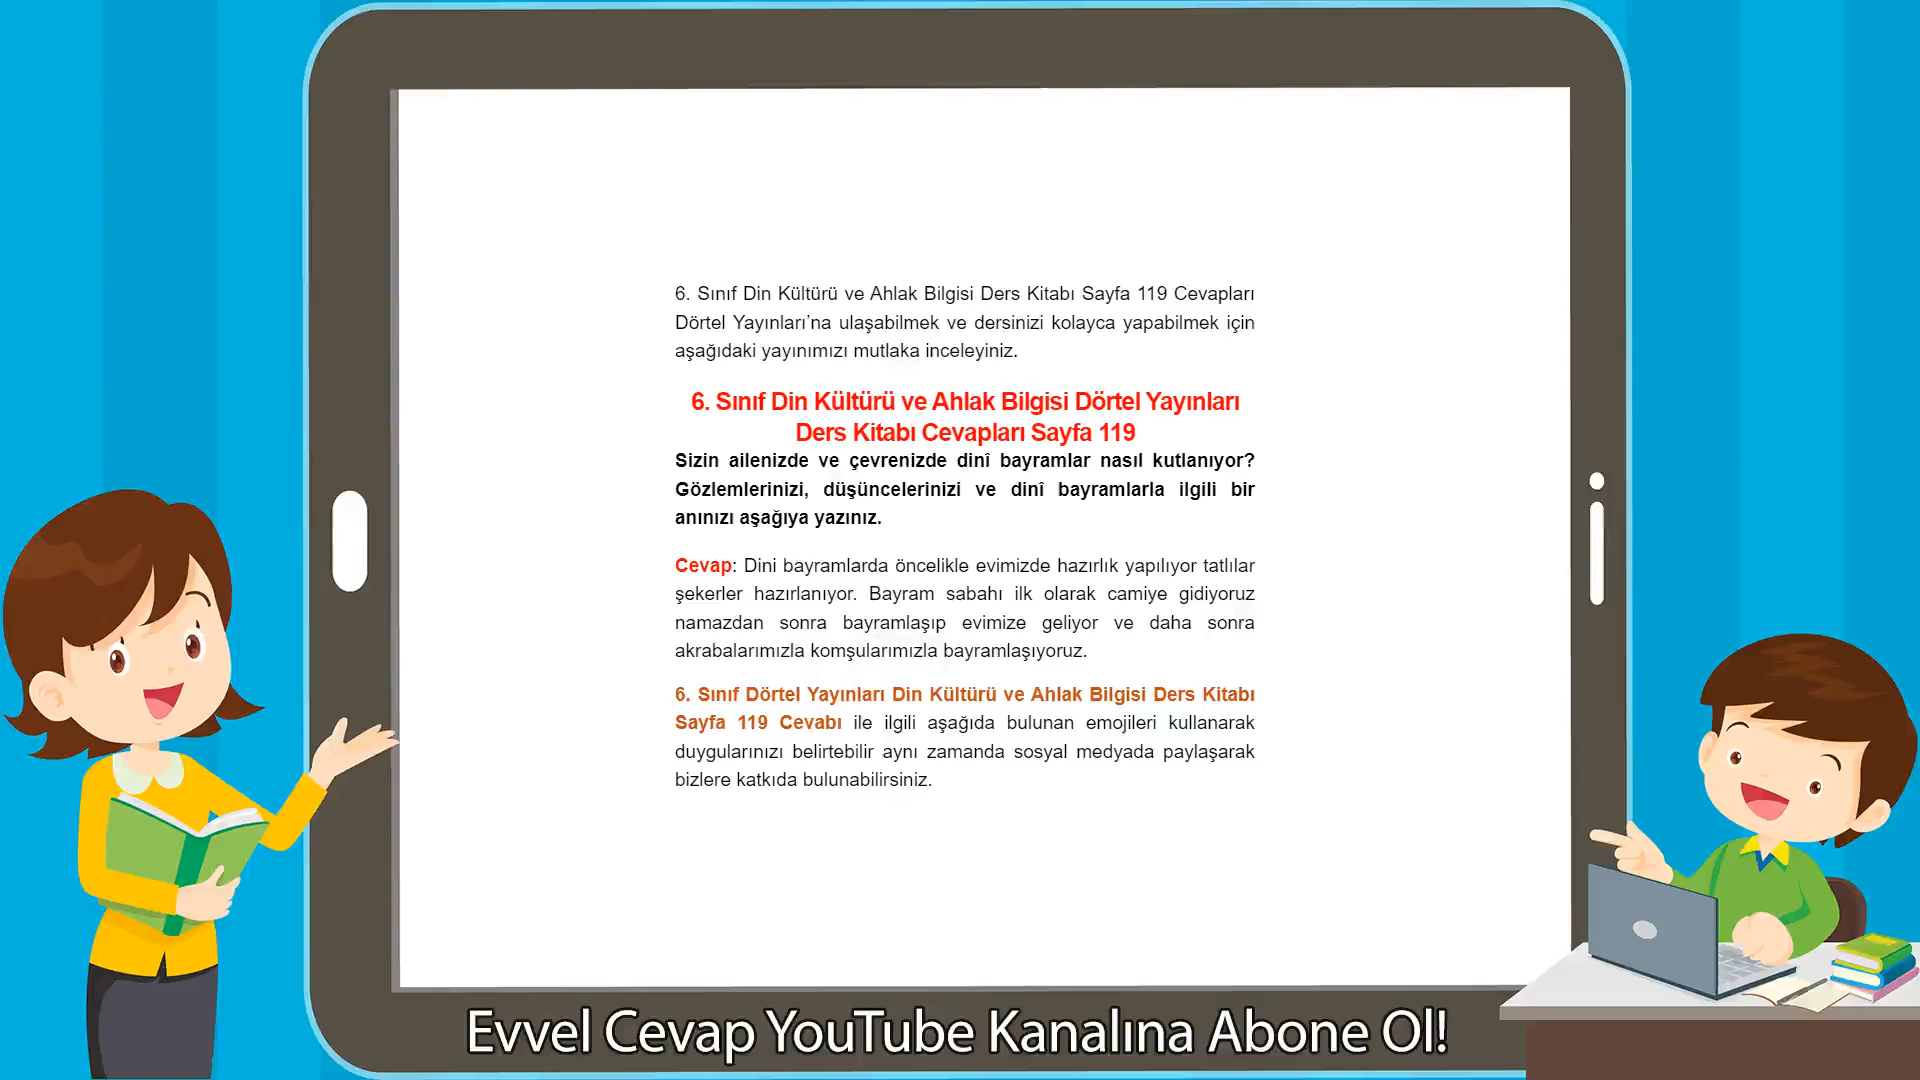 6. Sınıf Din Kültürü ve Ahlak Bilgisi Ders Kitabı Sayfa 119 Cevapları
Dörtel Yayınları’na ulaşabilmek ve dersinizi kolayca yapabilmek için
aşağıdaki yayınımızı mutlaka inceleyiniz.
6. Sınıf Din Kültürü ve Ahlak Bilgisi Dörtel Yayınları
Ders Kitabı Cevapları Sayfa 119
Sizin ailenizde ve çevrenizde dinî bayramlar nasıl kutlanıyor?
Gözlemlerinizi, düşüncelerinizi ve dinî bayramlarla ilgili bir
anınızı aşağıya yazınız.
Cevap: Dini bayramlarda öncelikle evimizde hazırlık yapılıyor tatlılar
şekerler hazırlanıyor. Bayram sabahı ilk olarak camiye gidiyoruz
namazdan sonra bayramlaşıp evimize geliyor ve daha sonra
akrabalarımızla komşularımızla bayramlaşıyoruz.
6. Sınıf Dörtel Yayınları Din Kültürü ve Ahlak Bilgisi Ders Kitabı
Sayfa 119 Cevabı ile ilgili aşağıda bulunan emojileri kullanarak
duygularınızı belirtebilir aynı zamanda sosyal medyada paylaşarak
bizlere katkıda bulunabilirsiniz.
Evvel Cevap YouTube Kanalına Abone Ol!